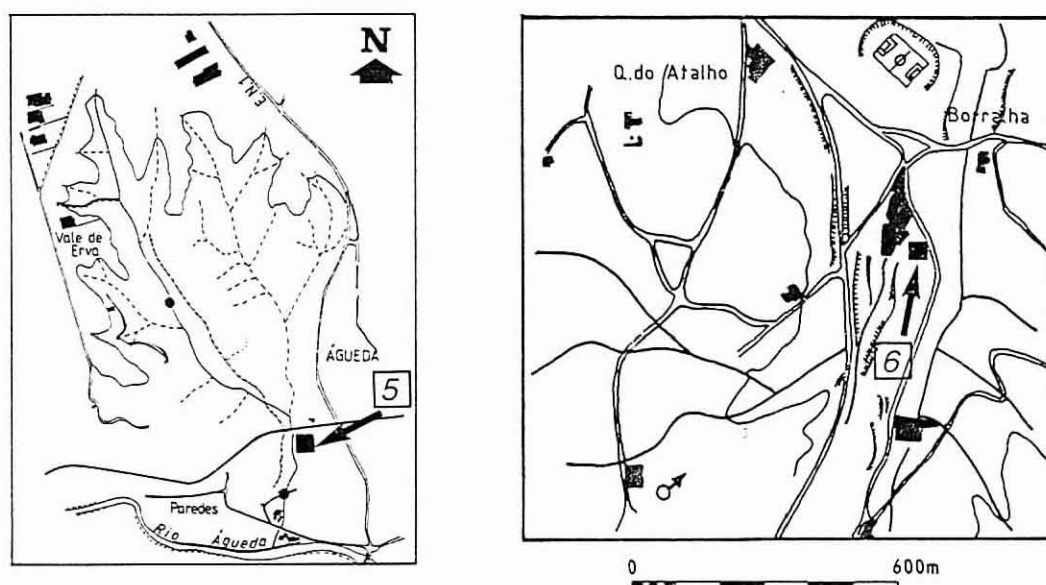 N
E.N.1
Vale de
Erva
ÁGUEDA
5
Paredes
Rio Águeda
Q. do Atalho
Borralha
6
0 600m